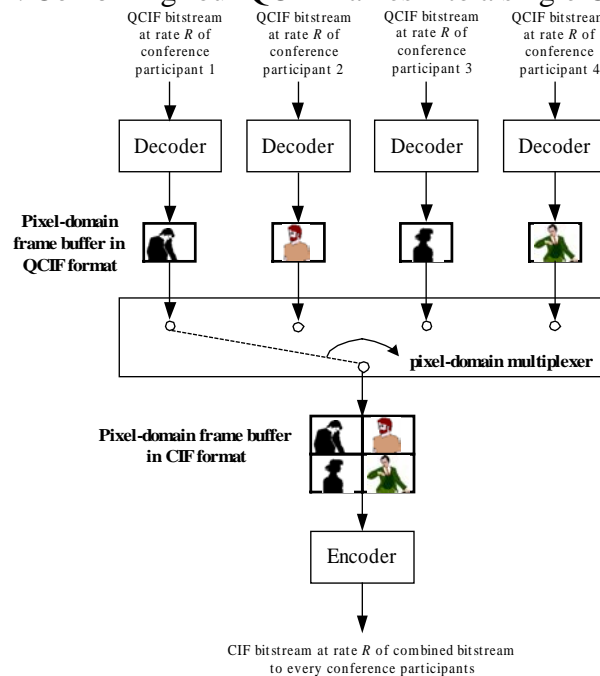 QCIF bitstream
at rate R of
conference
participant 1
QCIF bitstream
at rate R of
conference
participant 2
QCIF bitstream
at rate R of
conference
participant 3
QCIF bitstream
at rate R of
conference
participant 4
Decoder
Decoder
Decoder
Decoder
Pixel-domain
frame buffer in
QCIF format
pixel-domain multiplexer
Pixel-domain frame buffer
in CIF format
Encoder
CIF bitstream at rate R of combined bitstream
to every conference participants